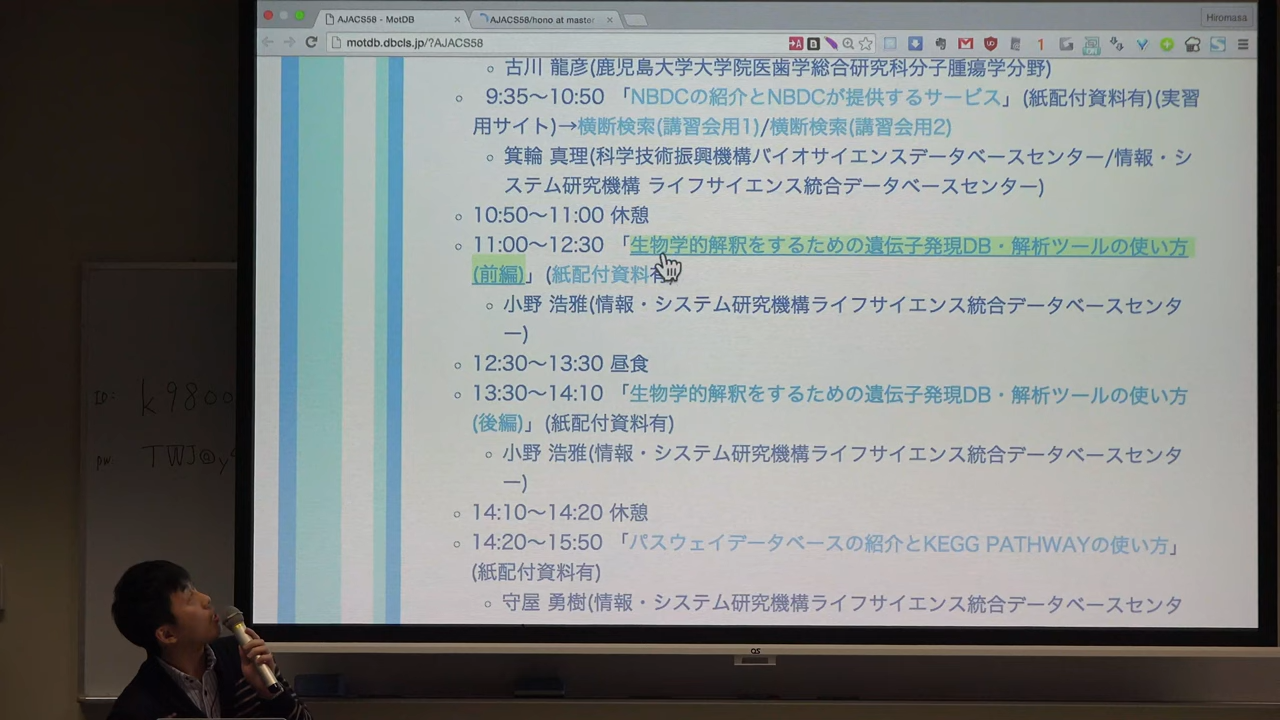 AJACS58 - MotDB
AJACS58/hono at master
Hiromasa
motdb.dbcls.jp/?AJACS58
古川 龍彦(鹿児島大学大学院医歯学総合研究科分子腫瘍学分野)
9:35〜10:50 「NBDCの紹介とNBDCが提供するサービス」(紙配付資料有)(実習
用サイト)→横断検索(講習会用1)/横断検索(講習会用2)
箕輪 真理(科学技術振興機構バイオサイエンスデータベースセンター/情報・シ
ステム研究機構 ライフサイエンス統合データベースセンター)
10:50〜11:00 休憩
11:00〜12:30 「生物学的解釈をするための遺伝子発現DB・解析ツールの使い方
(前編)」(紙配付資料有)
小野 浩雅(情報・システム研究機構ライフサイエンス統合データベースセンタ
ー)
12:30〜13:30 昼食
13:30〜14:10 「生物学的解釈をするための遺伝子発現DB・解析ツールの使い方
(後編)」(紙配付資料有)
小野 浩雅(情報・システム研究機構ライフサイエンス統合データベースセンタ
ー)
14:10〜14:20 休憩
14:20〜15:50 「パスウェイデータベースの紹介とKEGG PATHWAYの使い方」
(紙配付資料有)
守屋 勇樹(情報・システム研究機構ライフサイエンス統合データベースセンタ
ID: k9800
PW: TWJ@y
QS